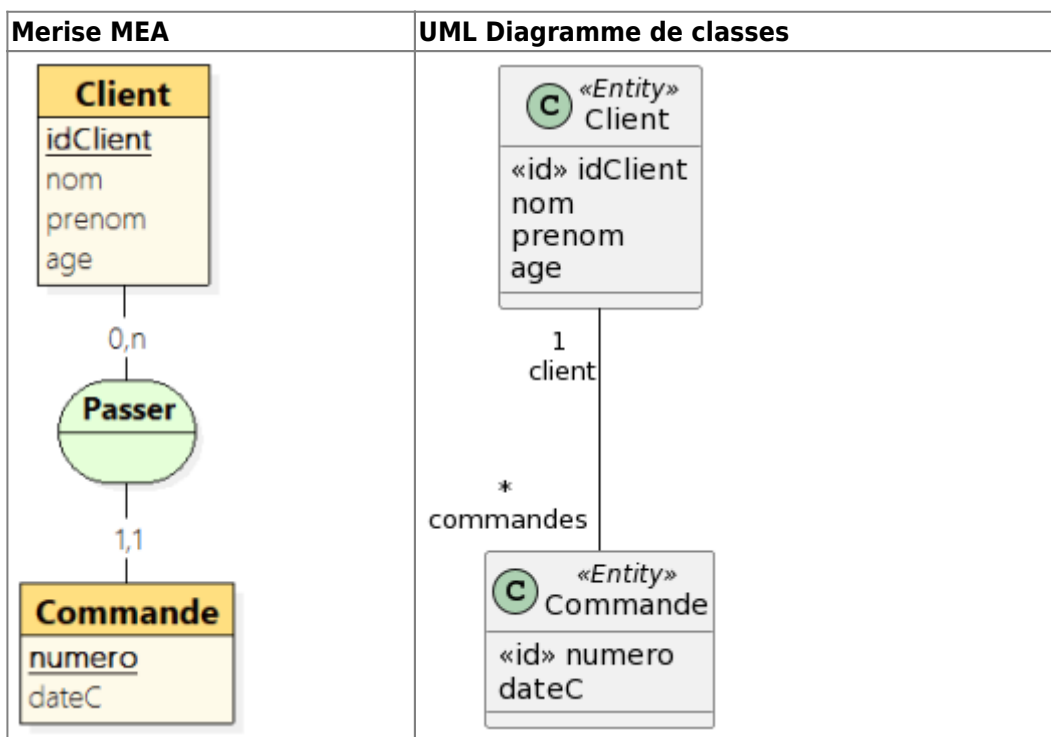 Merise MEA
UML Diagramme de classes
Client
idClient
nom
prenom
age
0,n
Passer
1,1
Commande
numero
dateC
C
«Entity»
Client
«id» idClient
nom
prenom
age
1
client
*
commandes
C
«Entity»
Commande
«id» numero
dateC